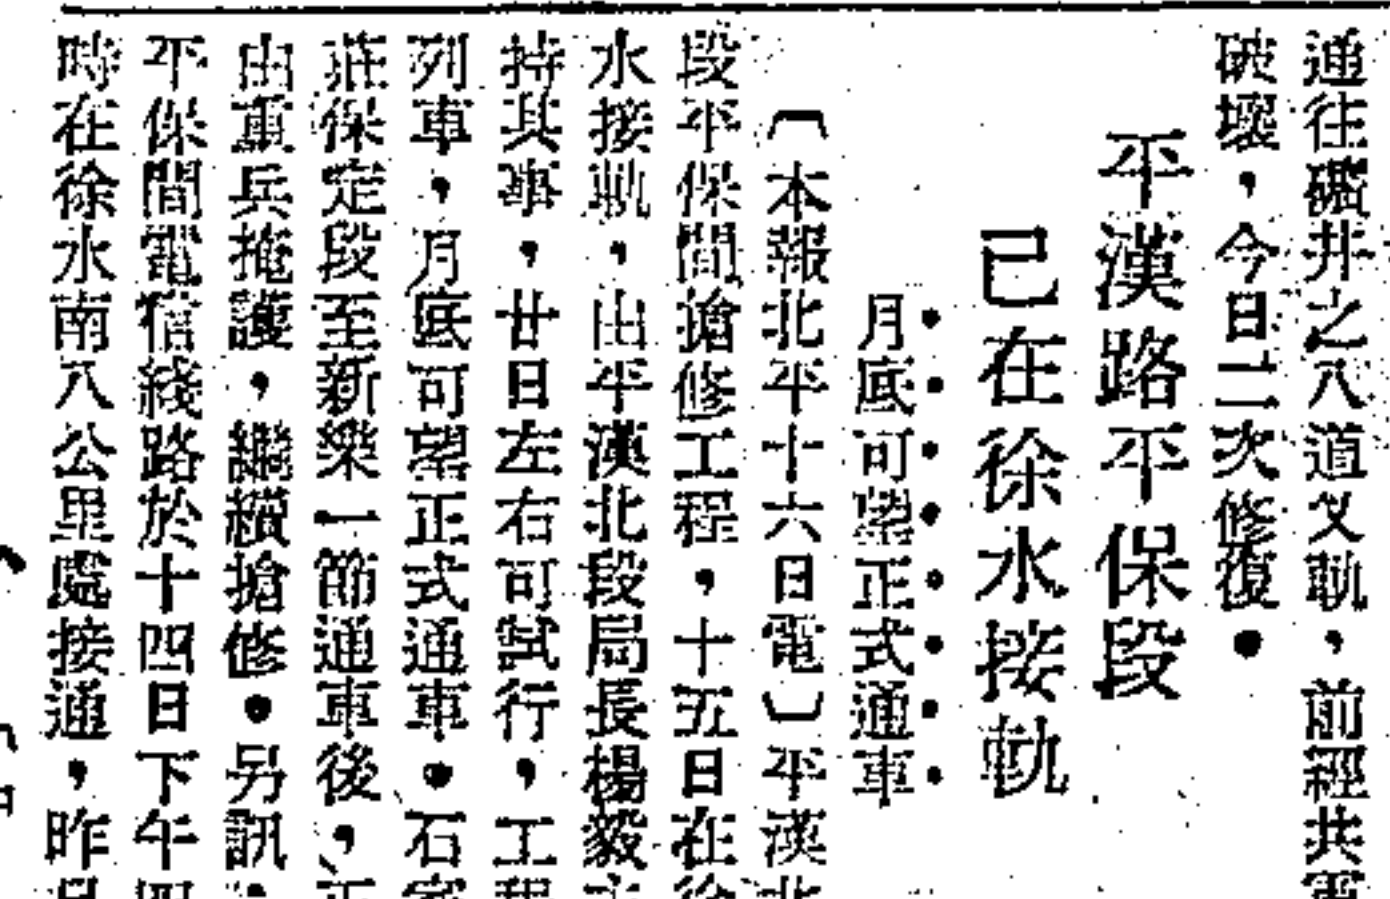 通往礦井之八道叉軌，前經共軍
破壞，今日二次修復。
平漢路平保段
已在徐水接軌
月底可望正式通車
〔本報北平十六日電〕平漢北
段平保間搶修工程，十五日在徐
水接軌，由平漢北段局長楊毅主
持其事，廿日左右可試行，工程
列車，月底可望正式通車。石家
莊保定段至新樂一節通車後，正
由重兵掩護，繼續搶修。另訊：
平保間電信綫路於十四日下午四
時在徐水南八公里處接通，昨